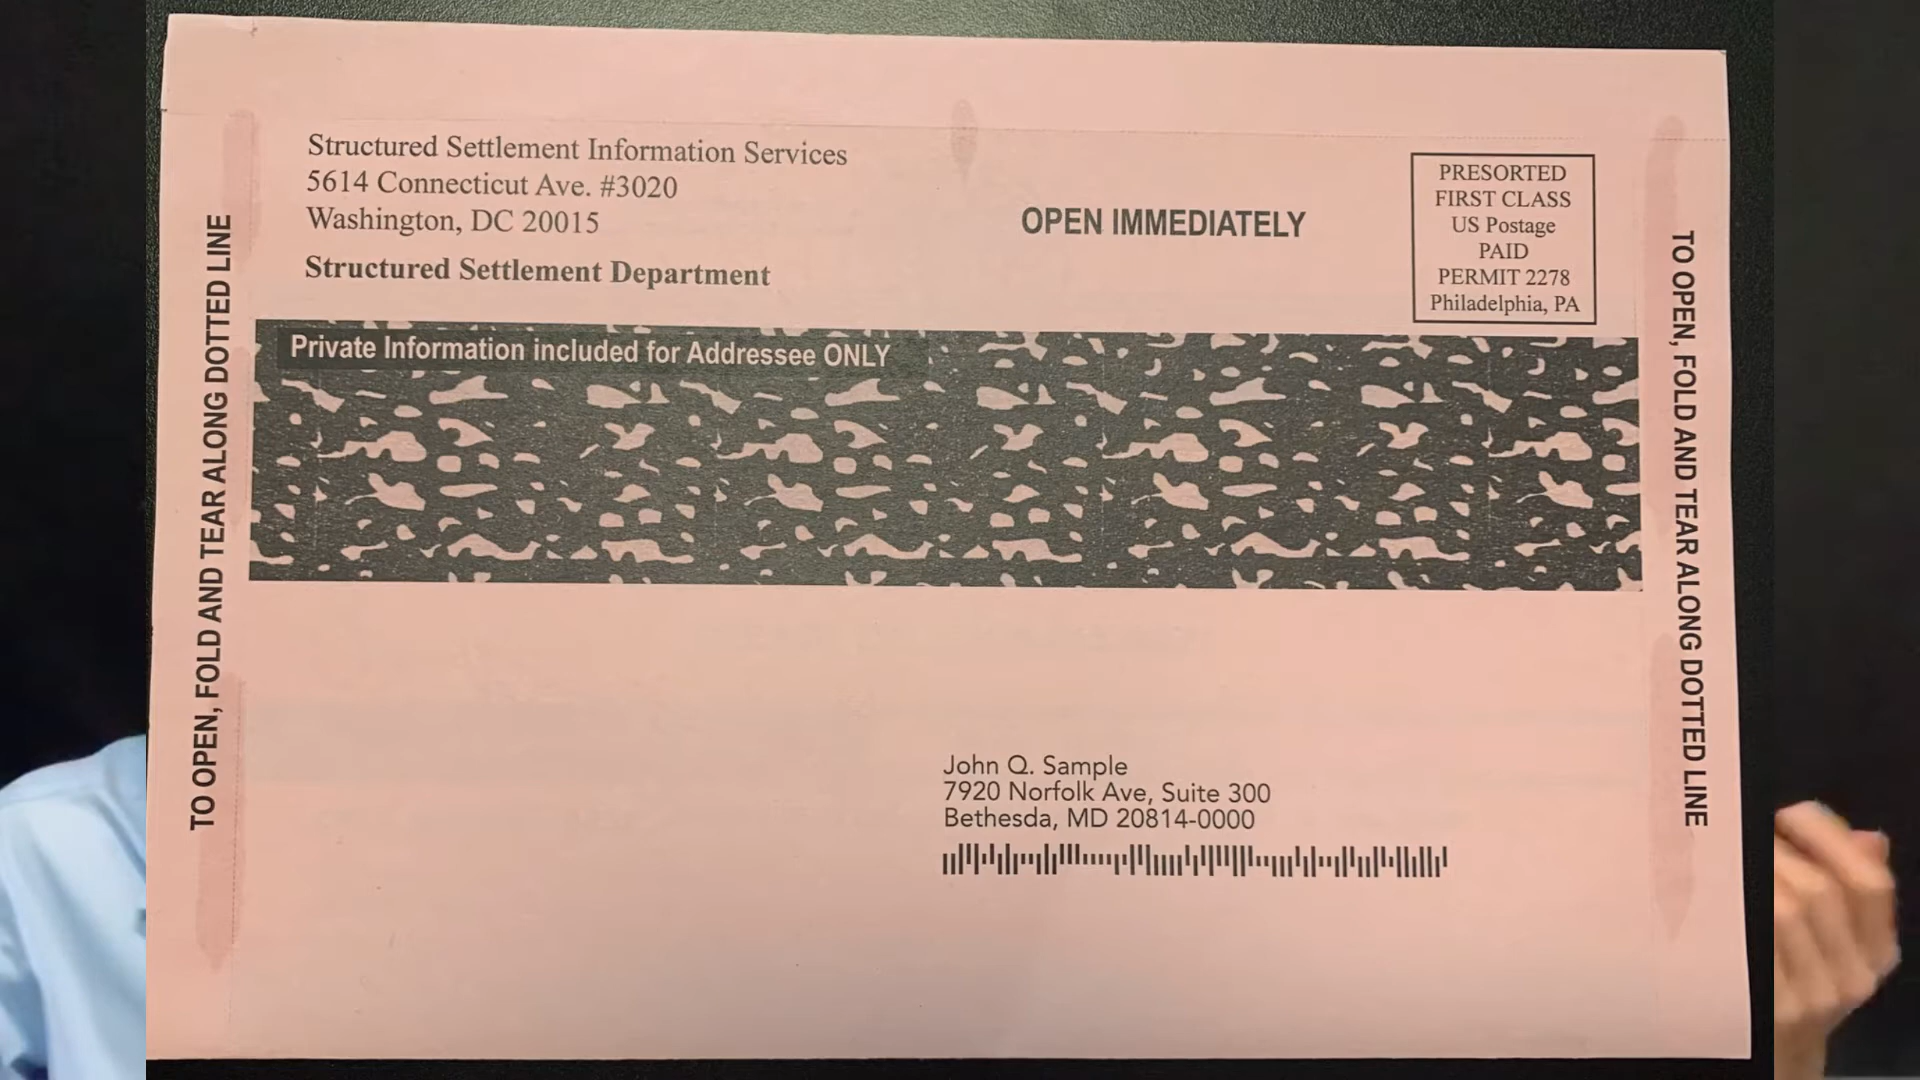 Structured Settlement Information Services
5614 Connecticut Ave. #3020
Washington, DC 20015
Structured Settlement Department
OPEN IMMEDIATELY
PRESORTED
FIRST CLASS
US Postage
PAID
PERMIT 2278
Philadelphia, PA
TO OPEN, FOLD AND TEAR ALONG DOTTED LINE
Private Information included for Addressee ONLY
TO OPEN, FOLD AND TEAR ALONG DOTTED LINE
John Q. Sample
7920 Norfolk Ave, Suite 300
Bethesda, MD 20814-0000